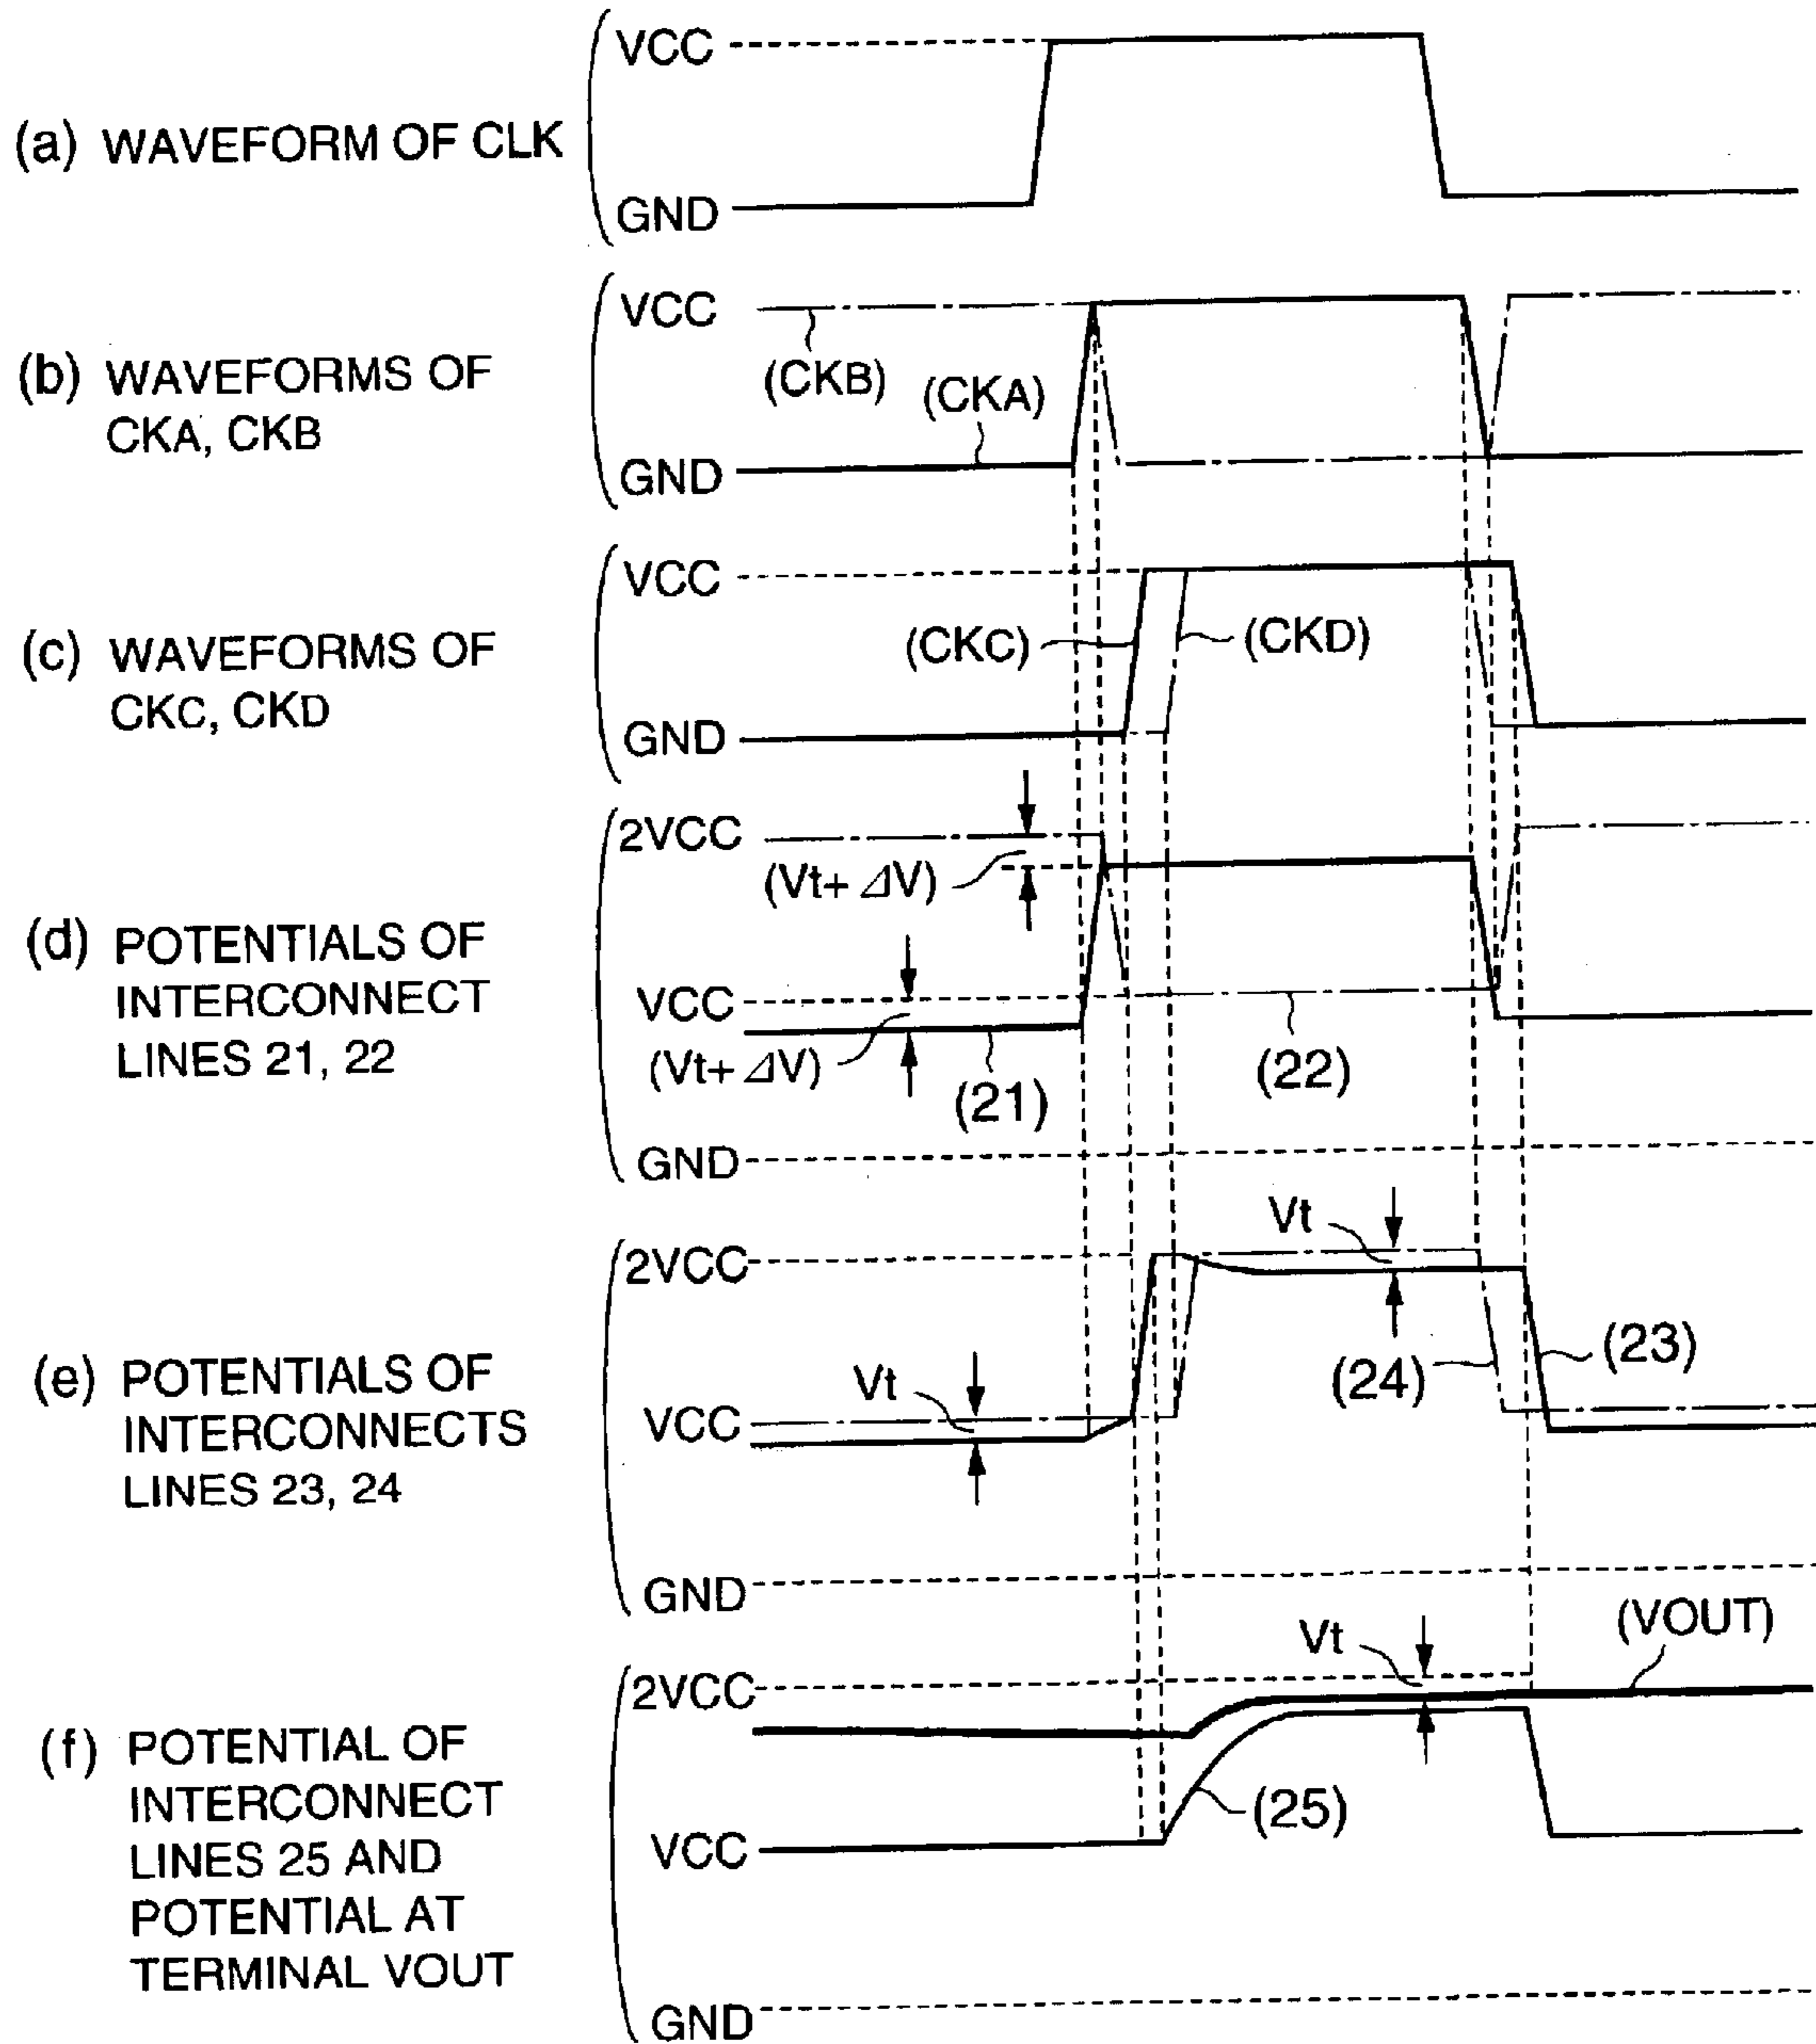 (a) WAVEFORM OF CLK
VCC
GND
(b) WAVEFORMS OF
CKA, CKB
VCC
(CKB)
(CKA)
GND
(c) WAVEFORMS OF
CKC, CKD
VCC
(CKC)
(CKD)
GND
(d) POTENTIALS OF
INTERCONNECT
LINES 21, 22
2VCC
(Vt+ ΔV)
VCC
(Vt+ ΔV)
(21)
(22)
GND
(e) POTENTIALS OF
INTERCONNECTS
LINES 23, 24
2VCC
Vt
Vt
VCC
(24)
(23)
GND
(f) POTENTIAL OF
INTERCONNECT
LINES 25 AND
POTENTIAL AT
TERMINAL VOUT
2VCC
Vt
(VOUT)
VCC
(25)
GND